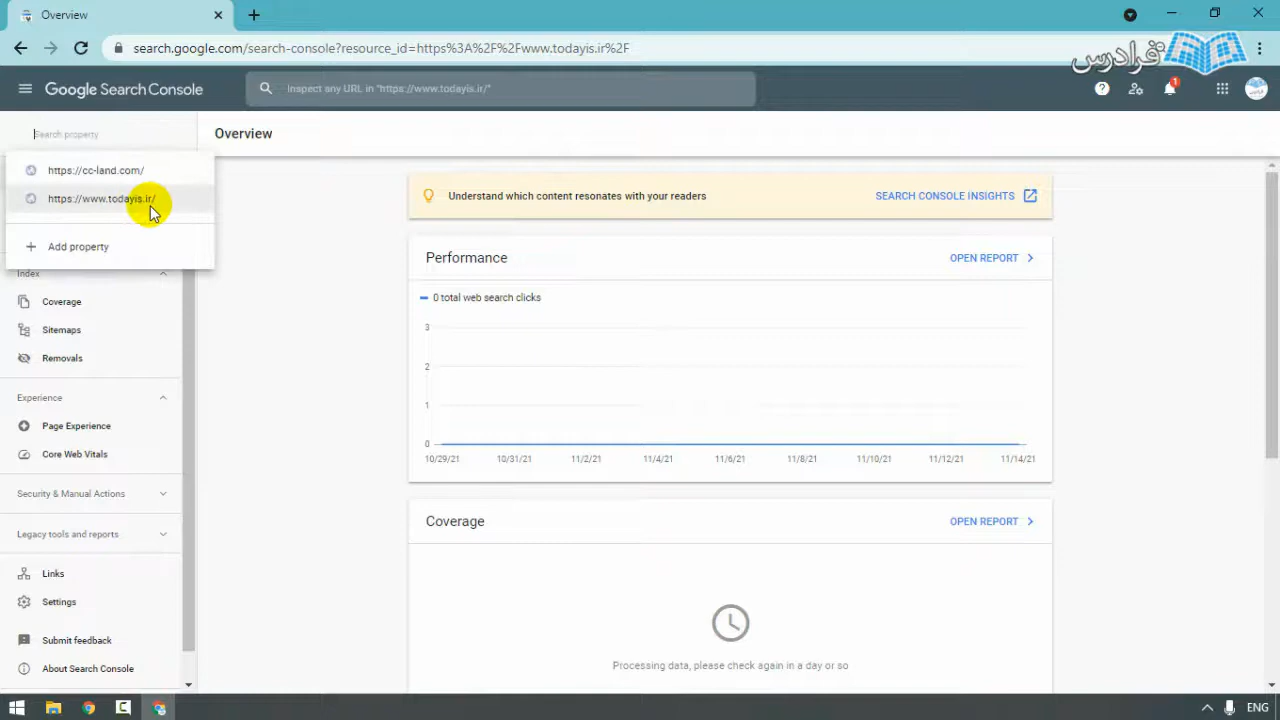 Overview
search.google.com/search-console?resource_id=https%3A%2F%2Fwww.todayis.ir%2F
فرادرس
Google Search Console
Inspect any URL in "https://www.todayis.ir/"
1
Search property
Overview
https://cc-land.com/
https://www.todayis.ir/
Add property
Understand which content resonates with your readers
SEARCH CONSOLE INSIGHTS
Index
Coverage
Sitemaps
Removals
Experience
Page Experience
Core Web Vitals
Security & Manual Actions
Legacy tools and reports
Links
Settings
Submit feedback
About Search Console
Performance
OPEN REPORT
0 total web search clicks
3
2
1
0
10/29/21 10/31/21 11/2/21 11/4/21 11/6/21 11/8/21 11/10/21 11/12/21 11/14/21
Coverage
OPEN REPORT
Processing data, please check again in a day or so
ENG